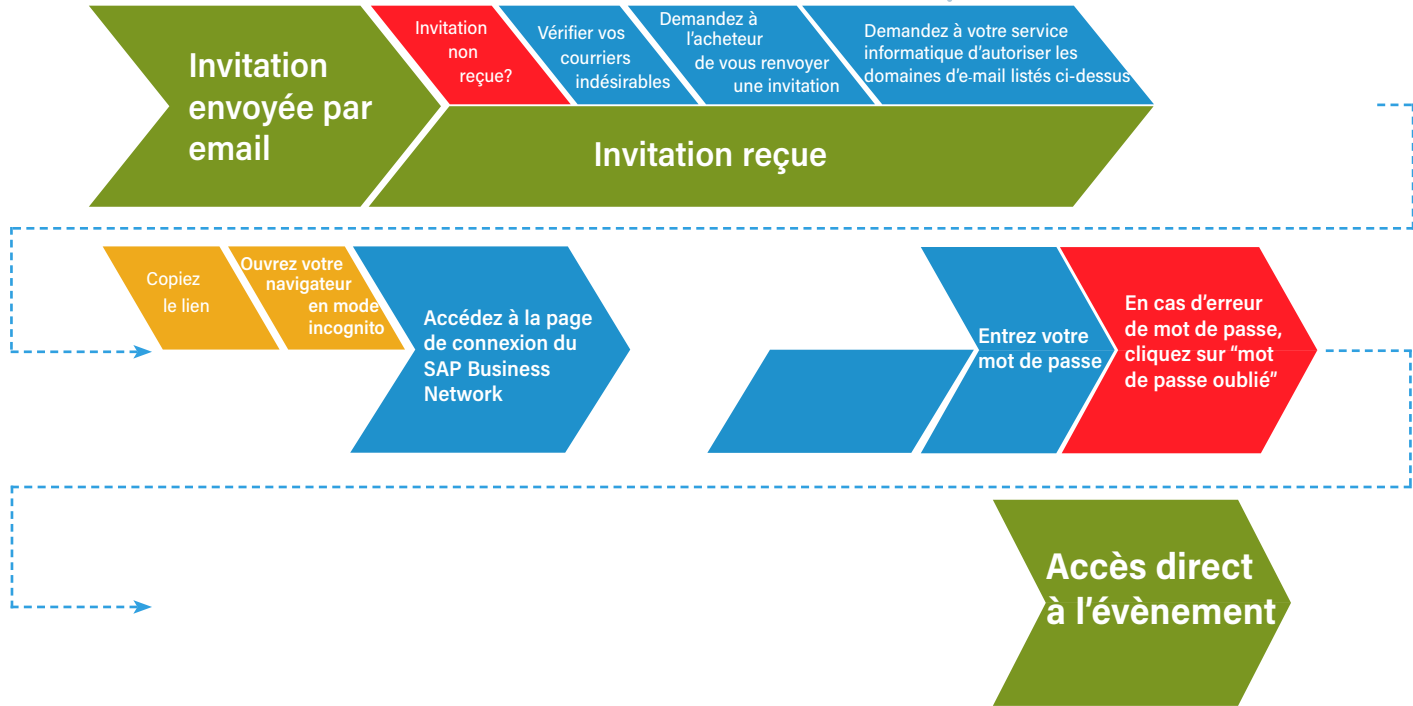 Invitation
envoyée par
email
Invitation
non
reçue?
Vérifier vos
courriers
indésirables
Demandez à
l'acheteur
de vous renvoyer
une invitation
Demandez à votre service
informatique d'autoriser les
domaines d'e-mail listés ci-dessus
Invitation reçue
Copiez
le lien
Ouvrez votre
navigateur
en mode
incognito
Accédez à la page
de connexion du
SAP Business
Network
Entrez votre
mot de passe
En cas d'erreur
de mot de passe,
cliquez sur “mot
de passe oublié”
Accès direct
à l'évènement